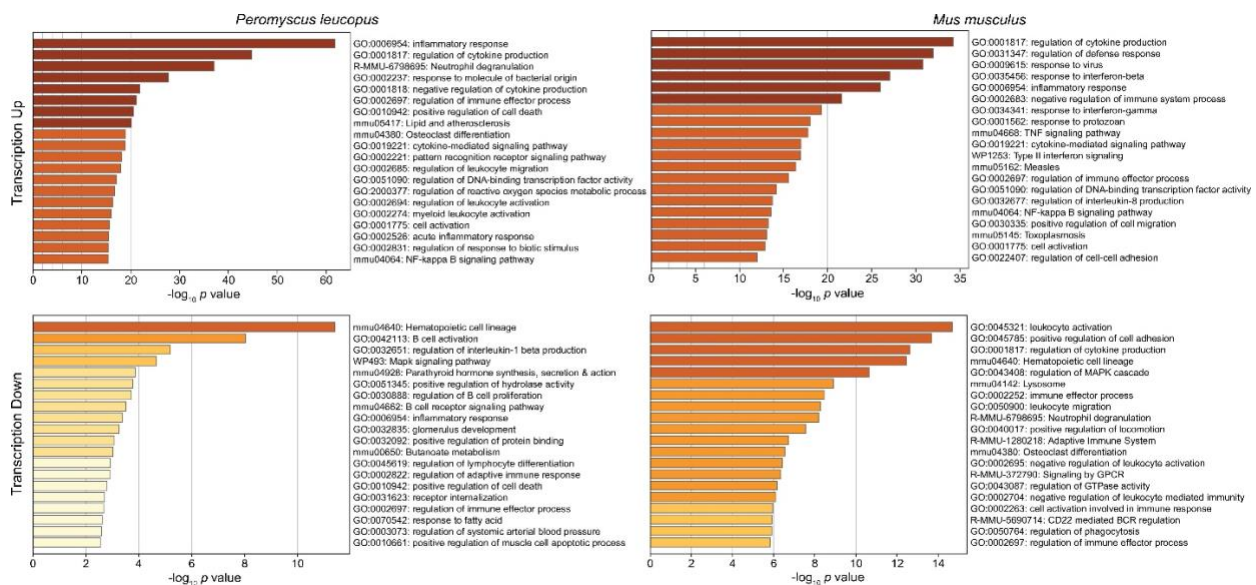 Peromyscus leucopus
Transcription Up
GO:0006954: inflammatory response
GO:0001817: regulation of cytokine production
R-MMU-6798695: Neutrophil degranulation
GO:0002237: response to molecule of bacterial origin
GO:0001818: negative regulation of cytokine production
GO:0002697: regulation of immune effector process
GO:0010942: positive regulation of cell death
mmu05417: Lipid and atherosclerosis
mmu04380: Osteoclast differentiation
GO:0019221: cytokine-mediated signaling pathway
GO:0002221: pattern recognition receptor signaling pathway
GO:0002685: regulation of leukocyte migration
GO:0051090: regulation of DNA-binding transcription factor activity
GO:2000377: regulation of reactive oxygen species metabolic process
GO:0002694: regulation of leukocyte activation
GO:0002274: myeloid leukocyte activation
GO:0001775: cell activation
GO:0002526: acute inflammatory response
GO:0002831: regulation of response to biotic stimulus
mmu04064: NF-kappa B signaling pathway
0 10 20 30 40 50 60
-log10 p value
Mus musculus
GO:0001817: regulation of cytokine production
GO:0031347: regulation of defense response
GO:0009615: response to virus
GO:0035456: response to interferon-beta
GO:0006954: inflammatory response
GO:0002683: negative regulation of immune system process
GO:0034341: response to interferon-gamma
GO:0001562: response to protozoan
mmu04668: TNF signaling pathway
GO:0019221: cytokine-mediated signaling pathway
WP1253: Type II interferon signaling
mmu05162: Measles
GO:0002697: regulation of immune effector process
GO:0051090: regulation of DNA-binding transcription factor activity
GO:0032677: regulation of interleukin-8 production
mmu04064: NF-kappa B signaling pathway
GO:0030335: positive regulation of cell migration
mmu05145: Toxoplasmosis
GO:0001775: cell activation
GO:0022407: regulation of cell-cell adhesion
0 5 10 15 20 25 30 35
-log10 p value
Transcription Down
mmu04640: Hematopoietic cell lineage
GO:0042113: B cell activation
GO:0032651: regulation of interleukin-1 beta production
WP493: Mapk signaling pathway
mmu04928: Parathyroid hormone synthesis, secretion & action
GO:0051345: positive regulation of hydrolase activity
GO:0030888: regulation of B cell proliferation
mmu04662: B cell receptor signaling pathway
GO:0006954: inflammatory response
GO:0032835: glomerulus development
GO:0032092: positive regulation of protein binding
mmu00650: Butanoate metabolism
GO:0045619: regulation of lymphocyte differentiation
GO:0002822: regulation of adaptive immune response
GO:0010942: positive regulation of cell death
GO:0031623: receptor internalization
GO:0002697: regulation of immune effector process
GO:0070542: response to fatty acid
GO:0003073: regulation of systemic arterial blood pressure
GO:0010661: positive regulation of muscle cell apoptotic process
0 2 4 6 8 10
p value
GO:0045321: leukocyte activation
GO:0045785: positive regulation of cell adhesion
GO:0001817: regulation of cytokine production
mmu04640: Hematopoietic cell lineage
GO:0043408: regulation of MAPK cascade
mmu04142: Lysosome
GO:0002252: immune effector process
GO:0050900: leukocyte migration
R-MMU-6798695: Neutrophil degranulation
GO:0040017: positive regulation of locomotion
R-MMU-1280218: Adaptive Immune System
mmu04380: Osteoclast differentiation
GO:0002695: negative regulation of leukocyte activation
R-MMU-372790: Signaling by GPCR
GO:0043087: regulation of GTPase activity
GO:0002704: negative regulation of leukocyte mediated immunity
GO:0002263: cell activation involved in immune response
R-MMU-5690714: CD22 mediated BCR regulation
GO:0050764: regulation of phagocytosis
GO:0002697: regulation of immune effector process
0 2 4 6 8 10 12 14
-log10 p value